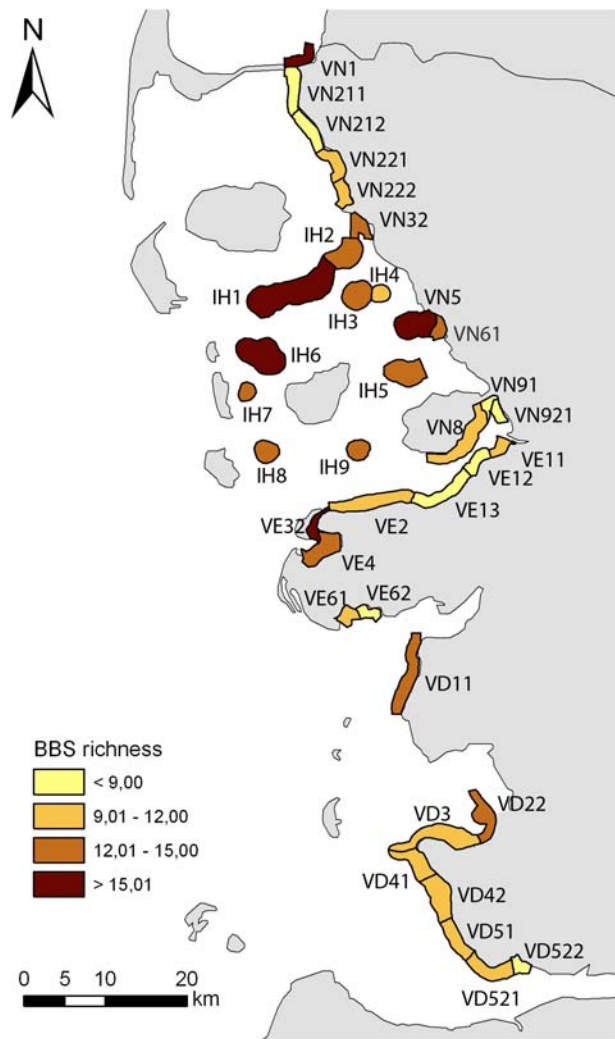 N
VN1
VN211
VN212
VN221
VN222
VN32
IH2
IH4
IH1
IH3
VN5
VN61
IH6
IH5
IH7
VN91
VN8
VN921
IH8
IH9
VE11
VE12
VE13
VE32
VE2
VE4
VE61
VE62
VD11
BBS richness
< 9,00
9,01 - 12,00
12,01 - 15,00
> 15,01
VD22
VD3
VD41
VD42
VD51
VD522
VD521
0 5 10 20
km